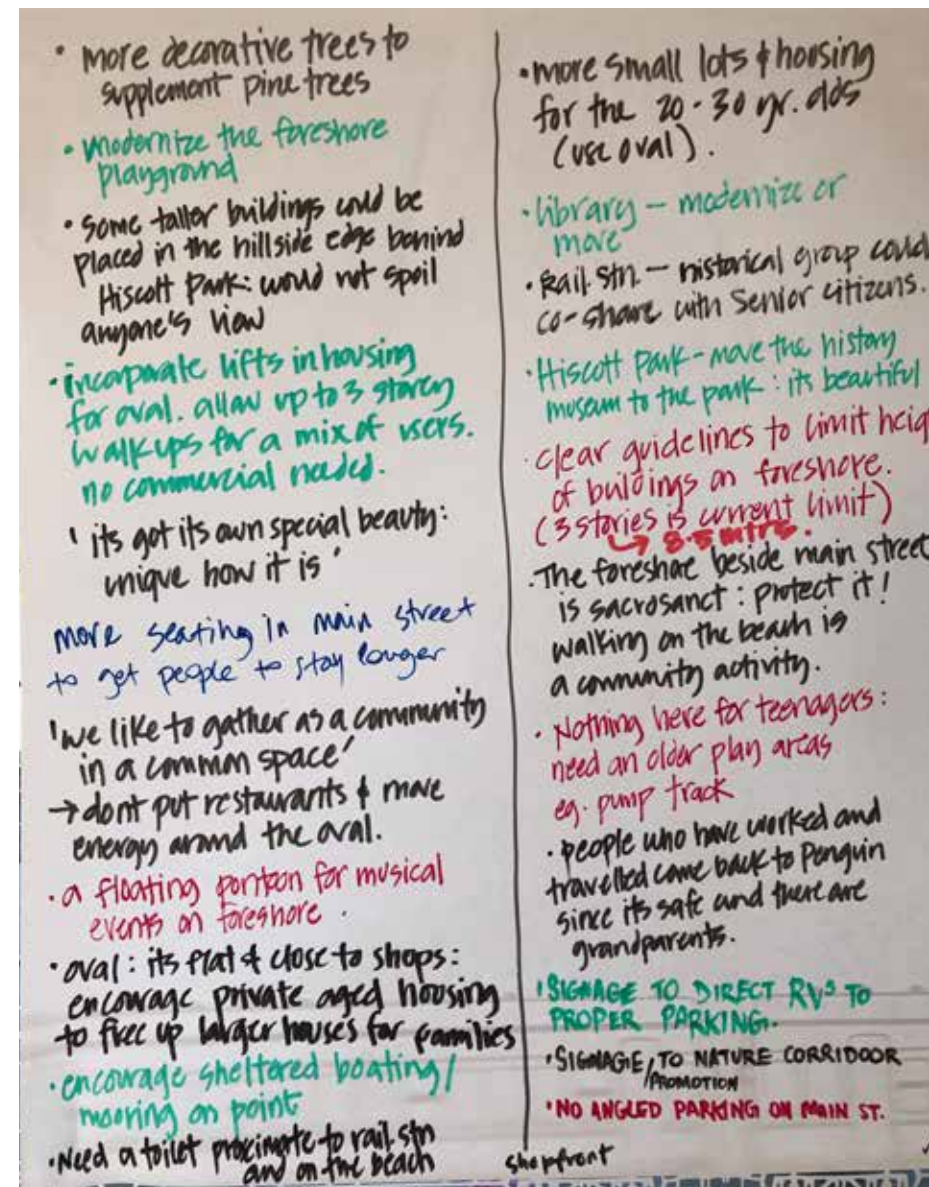 • more decorative trees to
supplement pine trees
• modernize the foreshore
playground
• some taller buildings could be
placed in the hillside edge behind
Hiscott Park: would not spoil
anyone's view
• incorporate lifts in housing
for oval. allow up to 3 storey
walkups for a mix of users.
no commercial needed.
' its got its own special beauty:
unique how it is '
more seating in main street
to get people to stay longer
'we like to gather as a community
in a common space'
→ dont put restaurants & more
energy around the oval.
• a floating pontoon for musical
events on foreshore.
• oval: its flat & close to shops:
encourage private aged housing
to free up larger houses for families
• encourage sheltered boating/
mooring on point
• Need a toilet proximate to rail stn
and on the beach
• more small lots & housing
for the 20-30 yr. olds
(use oval).
• library – modernize or
move
• Rail Stn. – historical group could
co-share with Senior citizens.
• Hiscott Park – move the history
museum to the park: its beautiful
• clear guidelines to limit heig
of buildings on foreshore.
(3 stories is current limit)
↳ 8.5 mtrs.
• The foreshore beside main street
is sacrosanct: protect it!
walking on the beach is
a community activity.
• Nothing here for teenagers:
need an older play areas
eg. pump track
• people who have worked and
travelled come back to Penguin
since its safe and there are
grandparents.
• SIGNAGE TO DIRECT RVs TO
PROPER PARKING.
• SIGNAGE/ TO NATURE CORRIDOOR
PROMOTION
• NO ANGLED PARKING ON MAIN ST.
shopfront